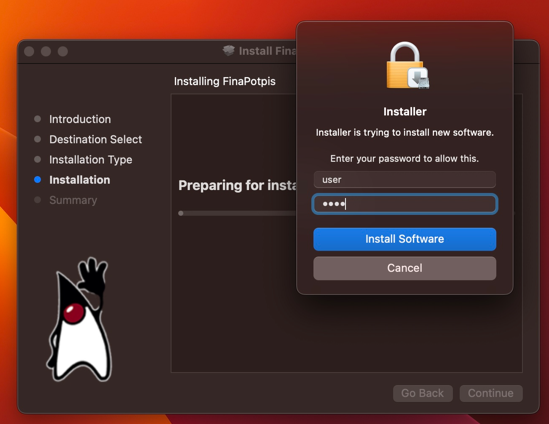 Install Fina
Installing FinaPotpis
Introduction
Destination Select
Installation Type
Installation
Summary
Preparing for insta
Go Back
Continue
Installer
Installer is trying to install new software.
Enter your password to allow this.
user
••••
Install Software
Cancel